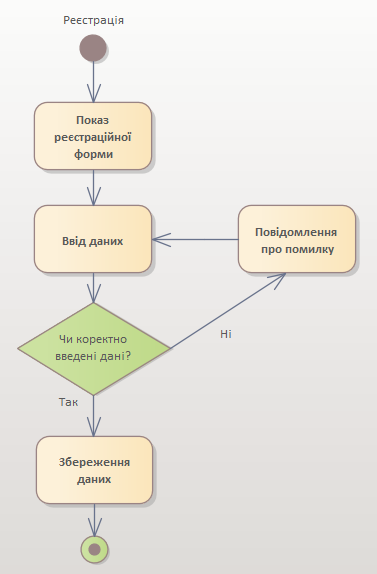 Реєстрація
Показ
реєстраційної
форми
Ввід даних
Повідомлення
про помилку
Чи коректно
введені дані?
Ні
Так
Збереження
даних